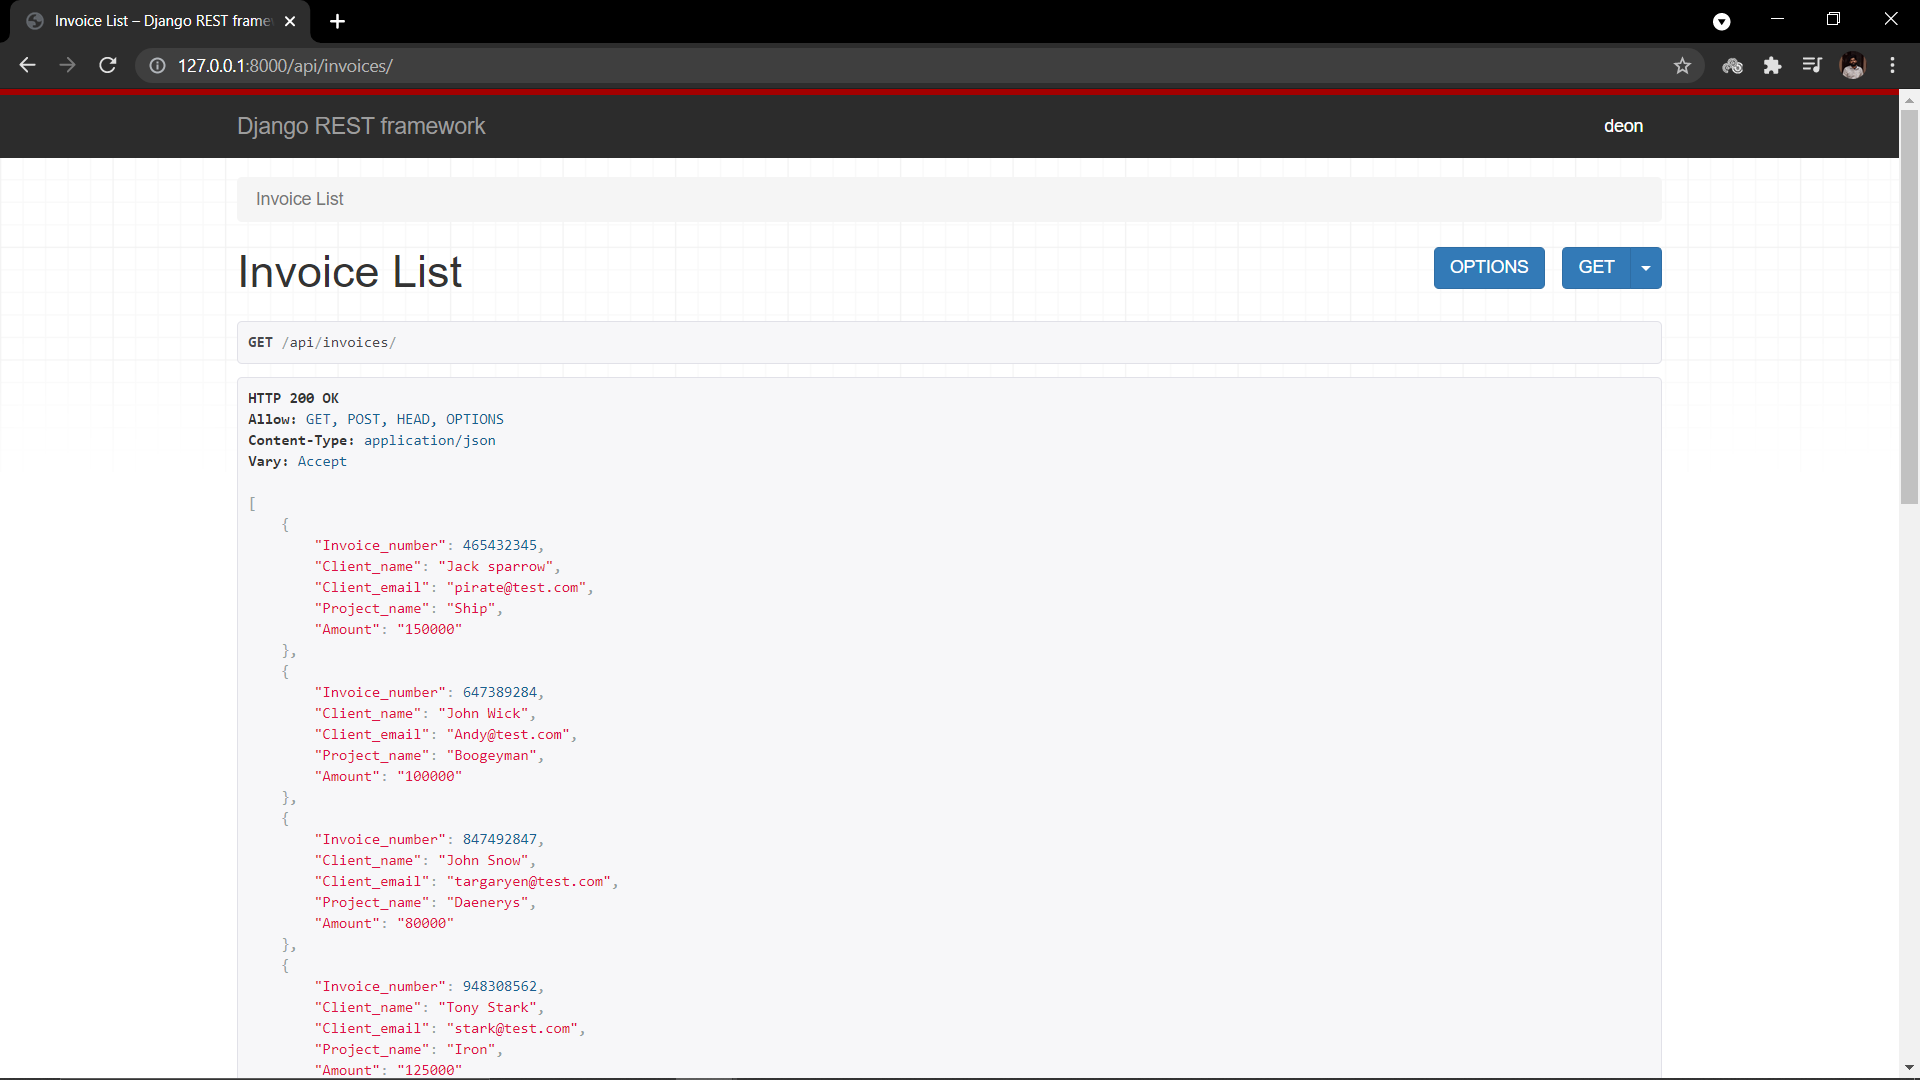 Invoice List – Django REST frame
127.0.0.1:8000/api/invoices/
Django REST framework
deon
Invoice List
Invoice List
OPTIONS
GET
GET /api/invoices/
HTTP 200 OK
Allow: GET, POST, HEAD, OPTIONS
Content-Type: application/json
Vary: Accept
[
{
"Invoice_number": 465432345,
"Client_name": "Jack sparrow",
"Client_email": "pirate@test.com",
"Project_name": "Ship",
"Amount": "150000"
},
{
"Invoice_number": 647389284,
"Client_name": "John Wick",
"Client_email": "Andy@test.com",
"Project_name": "Boogeyman",
"Amount": "100000"
},
{
"Invoice_number": 847492847,
"Client_name": "John Snow",
"Client_email": "targaryen@test.com",
"Project_name": "Daenerys",
"Amount": "80000"
},
{
"Invoice_number": 948308562,
"Client_name": "Tony Stark",
"Client_email": "stark@test.com",
"Project_name": "Iron",
"Amount": "125000"